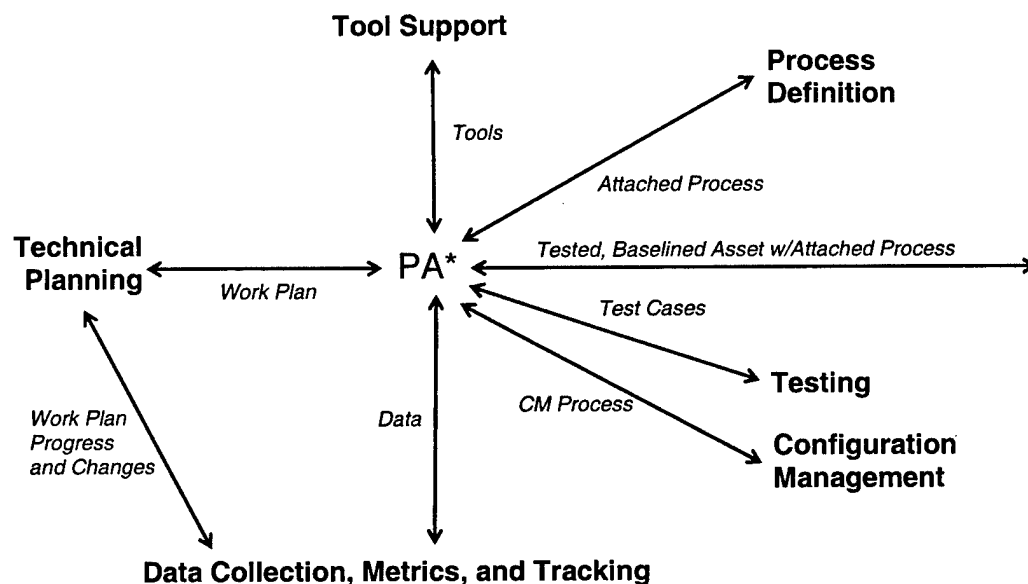 Tool Support
Process
Definition
Tools
Attached Process
Technical
Planning
PA*
Tested, Baselined Asset w/Attached Process
Work Plan
Test Cases
Testing
Work Plan
Progress
and Changes
Data
CM Process
Configuration
Management
Data Collection, Metrics, and Tracking